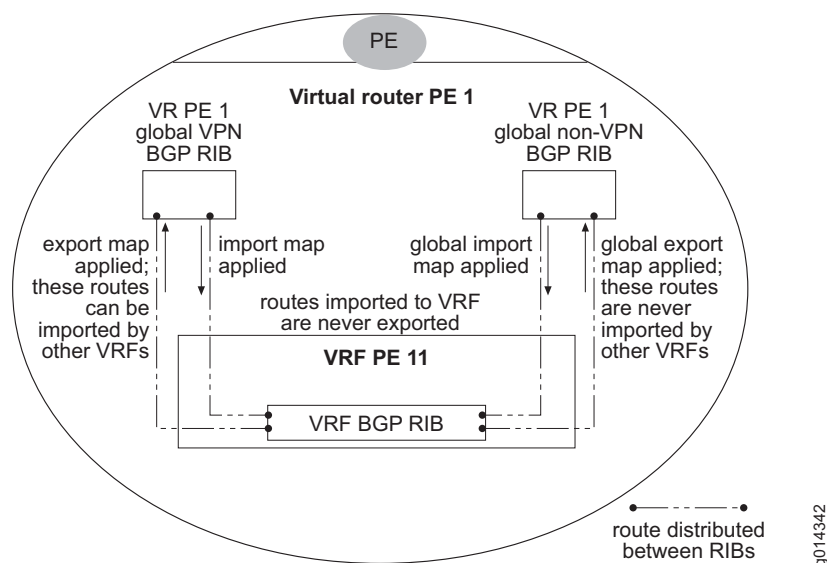 PE
Virtual router PE 1
VR PE 1
global VPN
BGP RIB
VR PE 1
global non-VPN
BGP RIB
export map
applied;
these routes
can be
imported by
other VRFs
import map
applied
global import
map applied
global export
map applied;
these routes
are never
imported by
other VRFs
routes imported to VRF
are never exported
VRF PE 11
VRF BGP RIB
route distributed
between RIBs
g014342